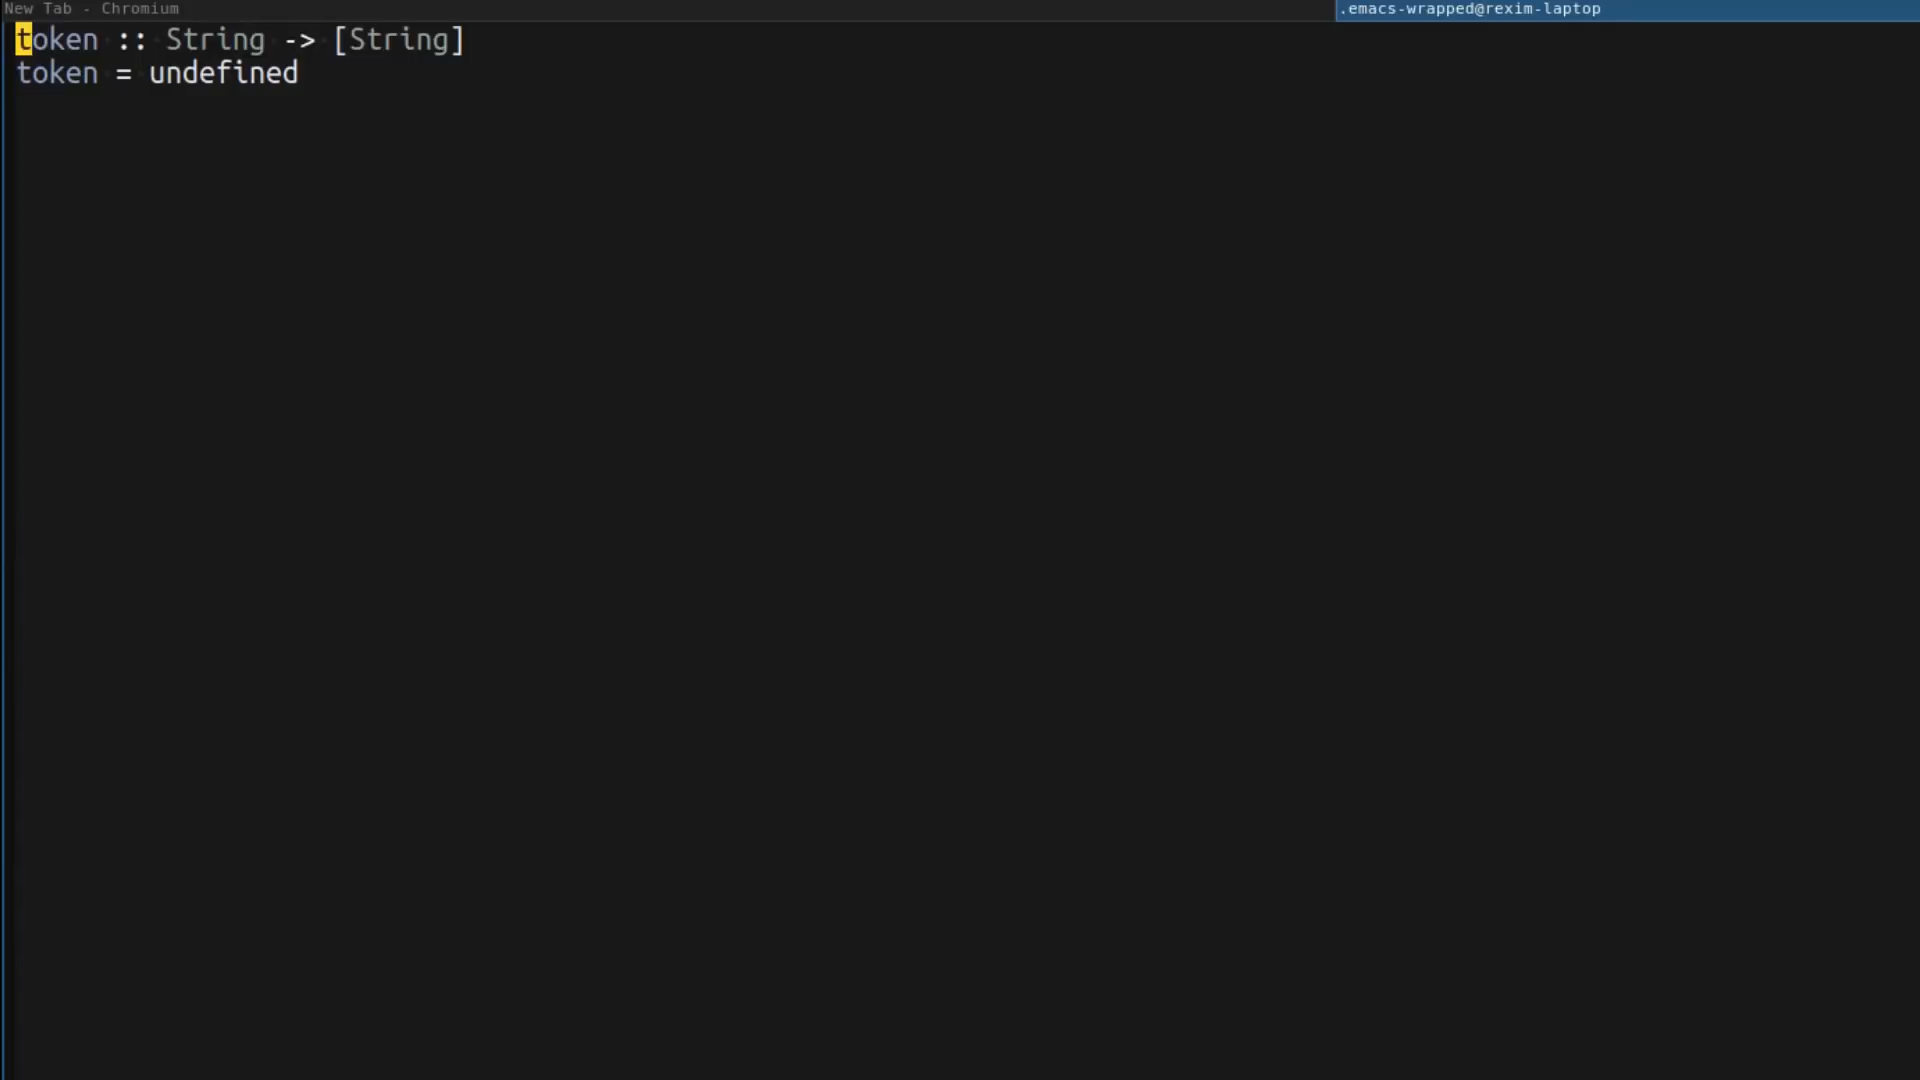 New Tab - Chromium
.emacs-wrapped@rexim-laptop
token :: String -> [String]
token = undefined